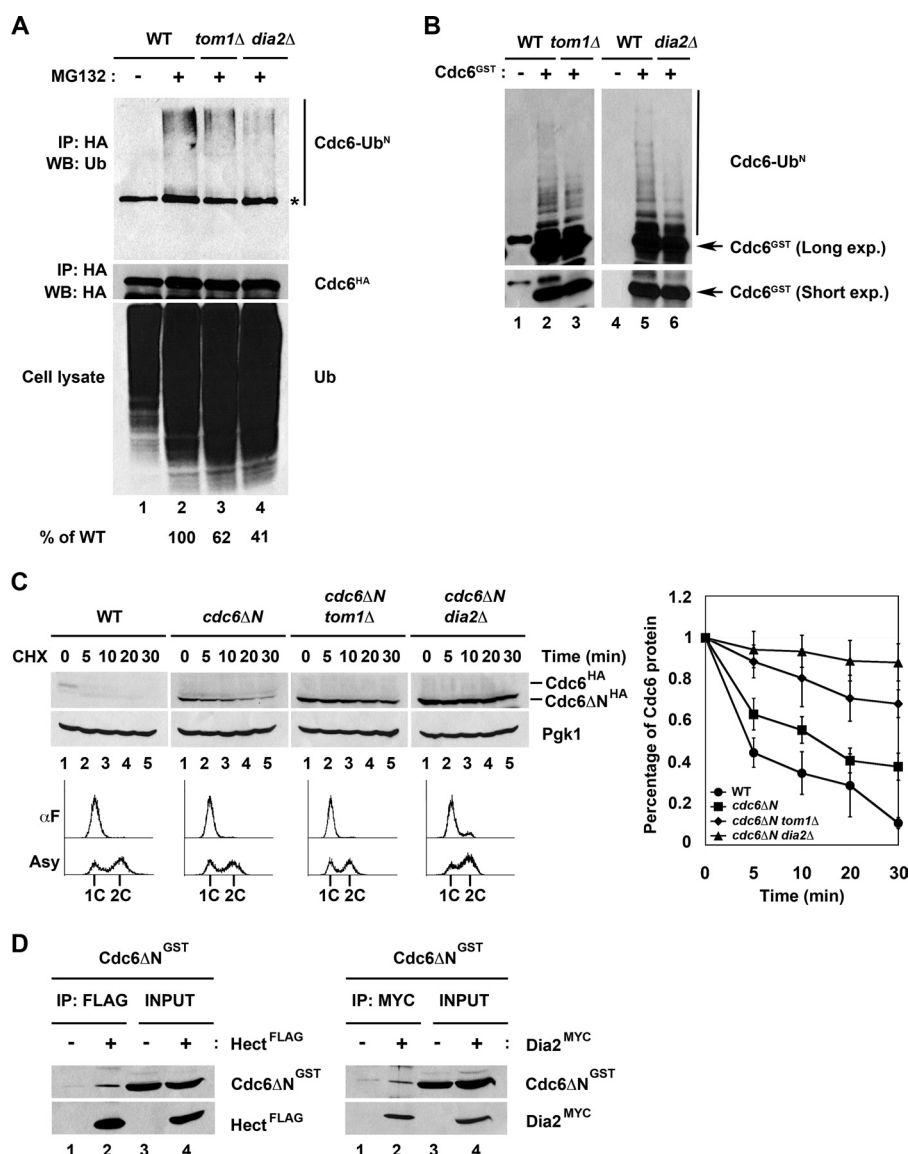 A
WT tom1Δ dia2Δ
MG132 : - + + +
IP: HA
WB: Ub
Cdc6-Ub^N
*
IP: HA
WB: HA
Cdc6^HA
Cell lysate
Ub
1 2 3 4
% of WT 100 62 41
B
WT tom1Δ WT dia2Δ
Cdc6^GST : - + + - + +
Cdc6-Ub^N
Cdc6^GST (Long exp.)
Cdc6^GST (Short exp.)
1 2 3 4 5 6
C
WT cdc6ΔN cdc6ΔN tom1Δ cdc6ΔN dia2Δ
CHX 0 5 10 20 30 0 5 10 20 30 0 5 10 20 30 0 5 10 20 30 Time (min)
Cdc6^HA
Cdc6ΔN^HA
Pgk1
1 2 3 4 5 1 2 3 4 5 1 2 3 4 5 1 2 3 4 5
αF
Asy
1C 2C 1C 2C 1C 2C 1C 2C
Percentage of Cdc6 protein
1.2
1
0.8
0.6
0.4
0.2
0
WT
cdc6ΔN
cdc6ΔN tom1Δ
cdc6ΔN dia2Δ
0 5 10 20 30
Time (min)
D
Cdc6ΔN^GST
IP: FLAG INPUT
- + - + : Hect^FLAG
Cdc6ΔN^GST
Hect^FLAG
1 2 3 4
Cdc6ΔN^GST
IP: MYC INPUT
- + - + : Dia2^MYC
Cdc6ΔN^GST
Dia2^MYC
1 2 3 4